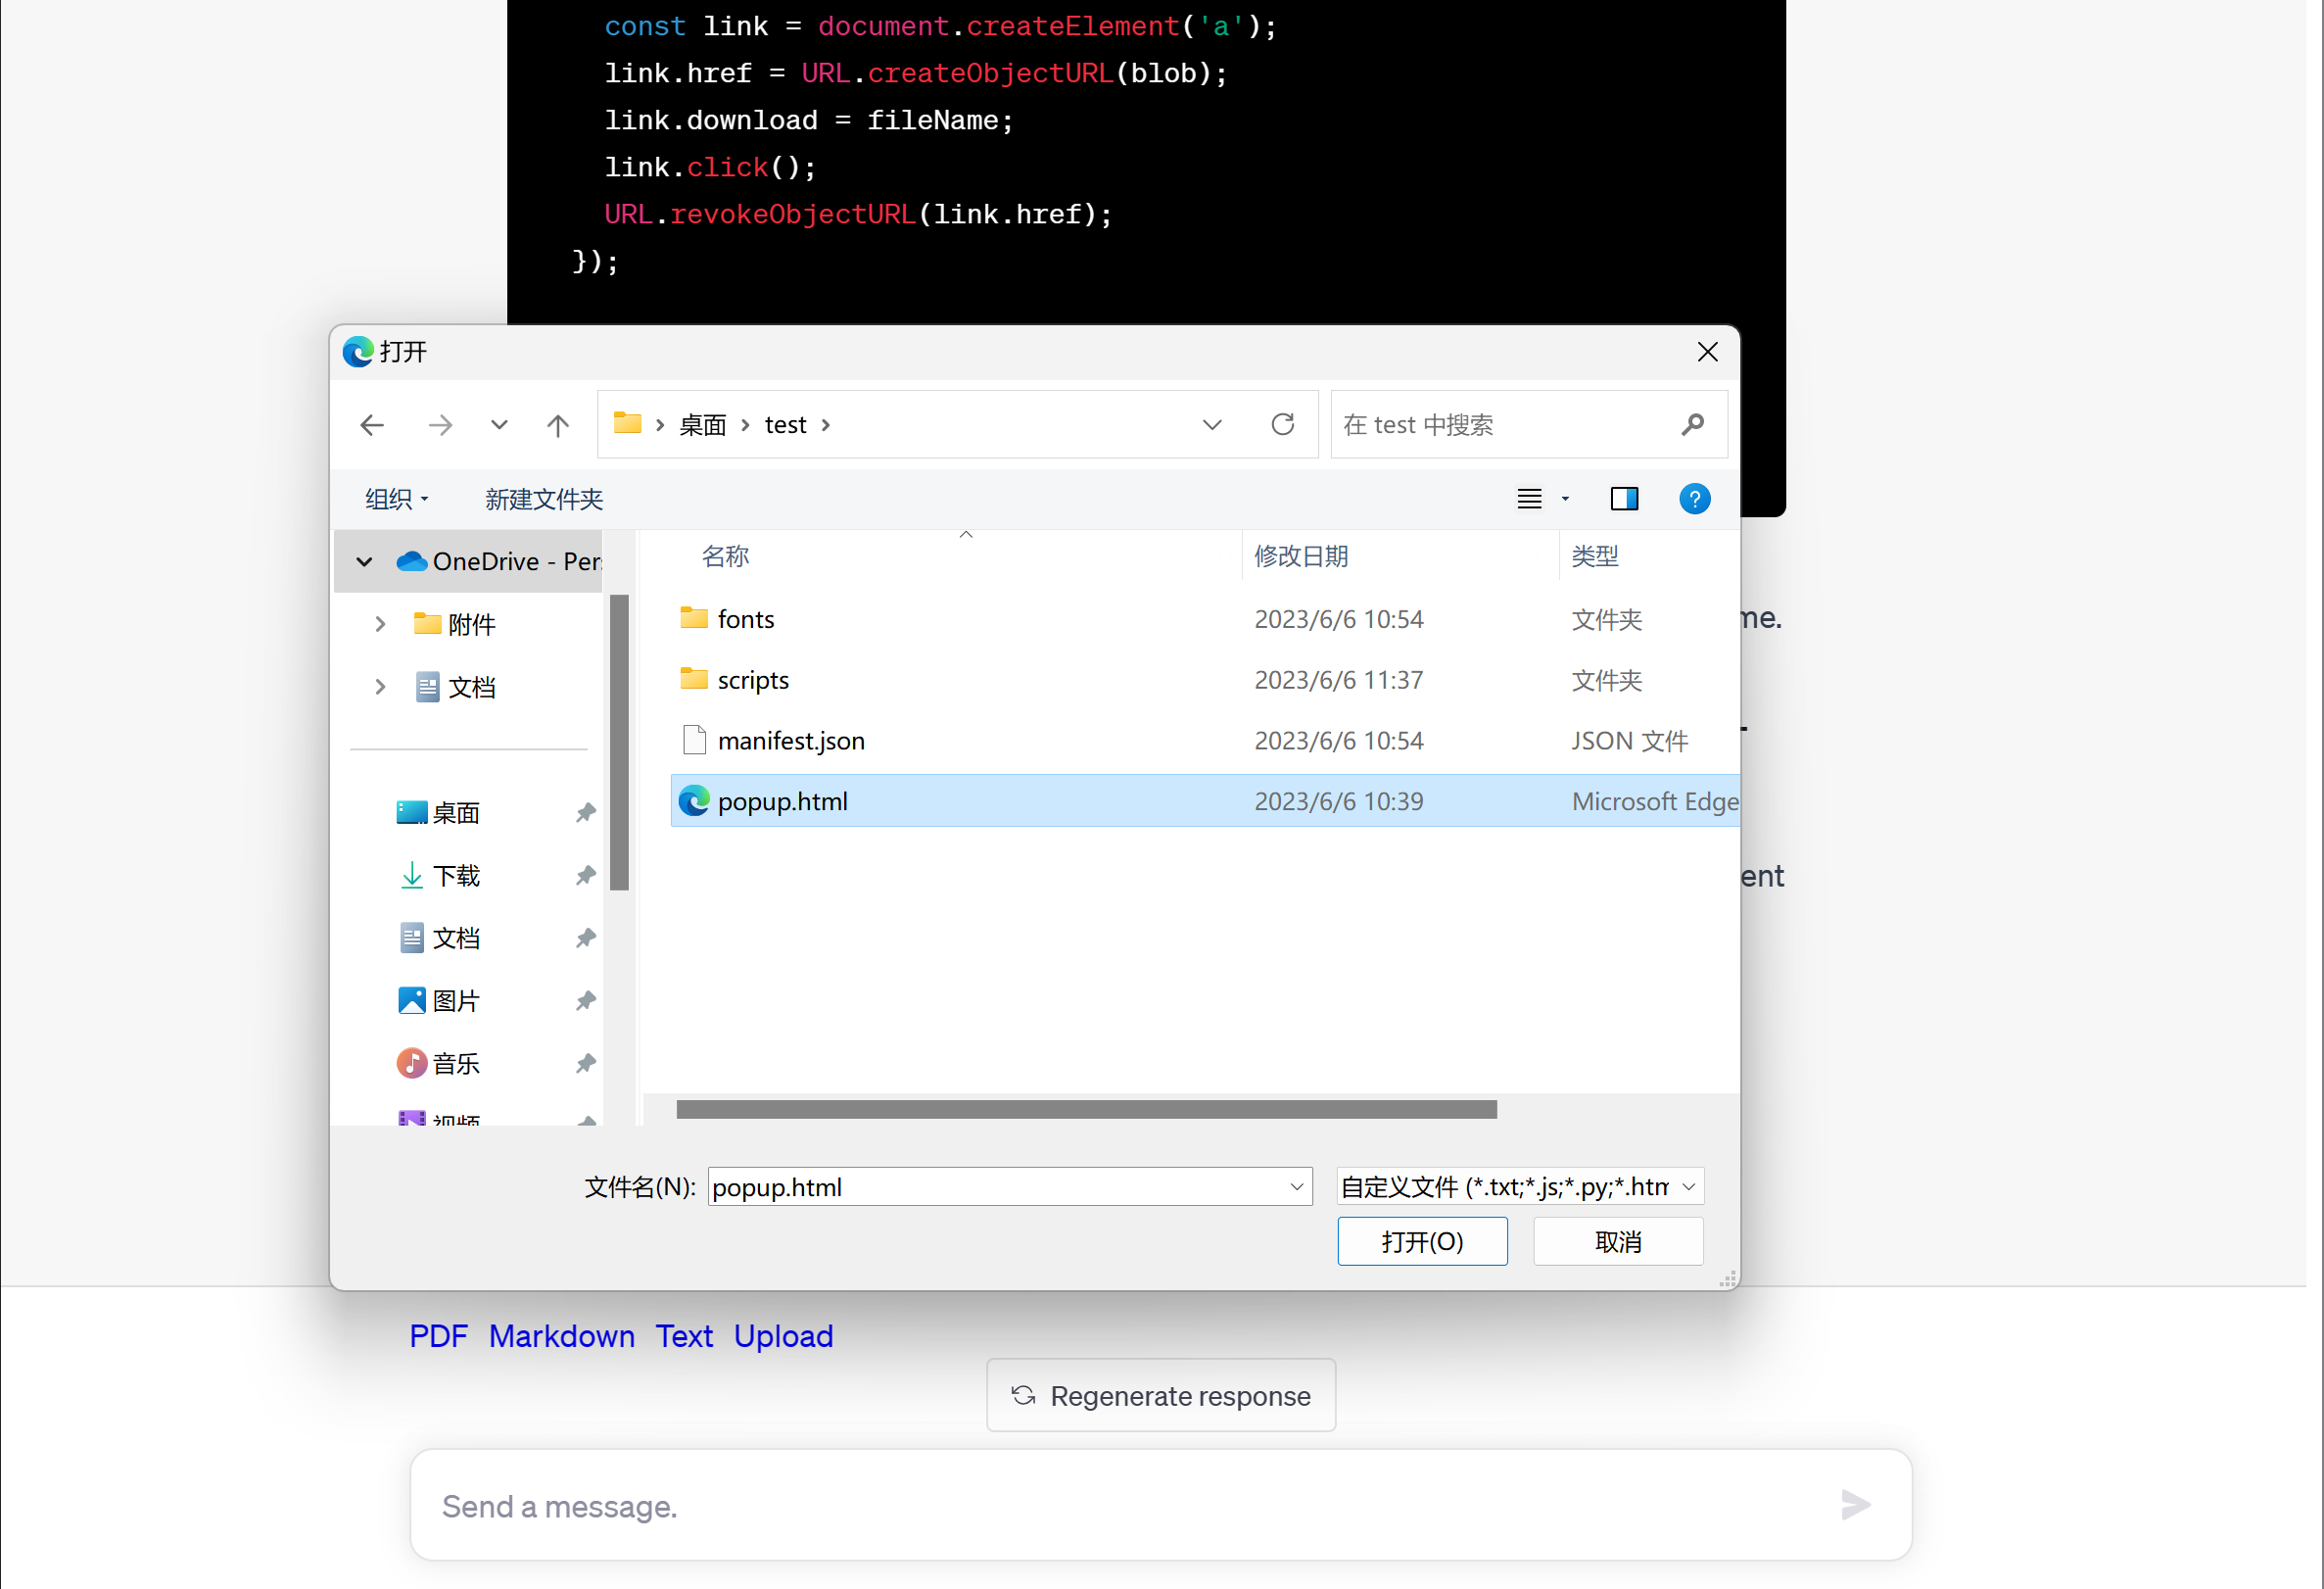 const link = document.createElement('a');
link.href = URL.createObjectURL(blob);
link.download = fileName;
link.click();
URL.revokeObjectURL(link.href);
});
打开
桌面 test
在 test 中搜索
组织 新建文件夹
OneDrive - Per
附件
文档
桌面
下载
文档
图片
音乐
视频
名称 修改日期 类型
fonts 2023/6/6 10:54 文件夹
scripts 2023/6/6 11:37 文件夹
manifest.json 2023/6/6 10:54 JSON 文件
popup.html 2023/6/6 10:39 Microsoft Edge
me.
ent
文件名(N): popup.html 自定义文件 (*.txt;*.js;*.py;*.htm
打开(O) 取消
PDF Markdown Text Upload
Regenerate response
Send a message.